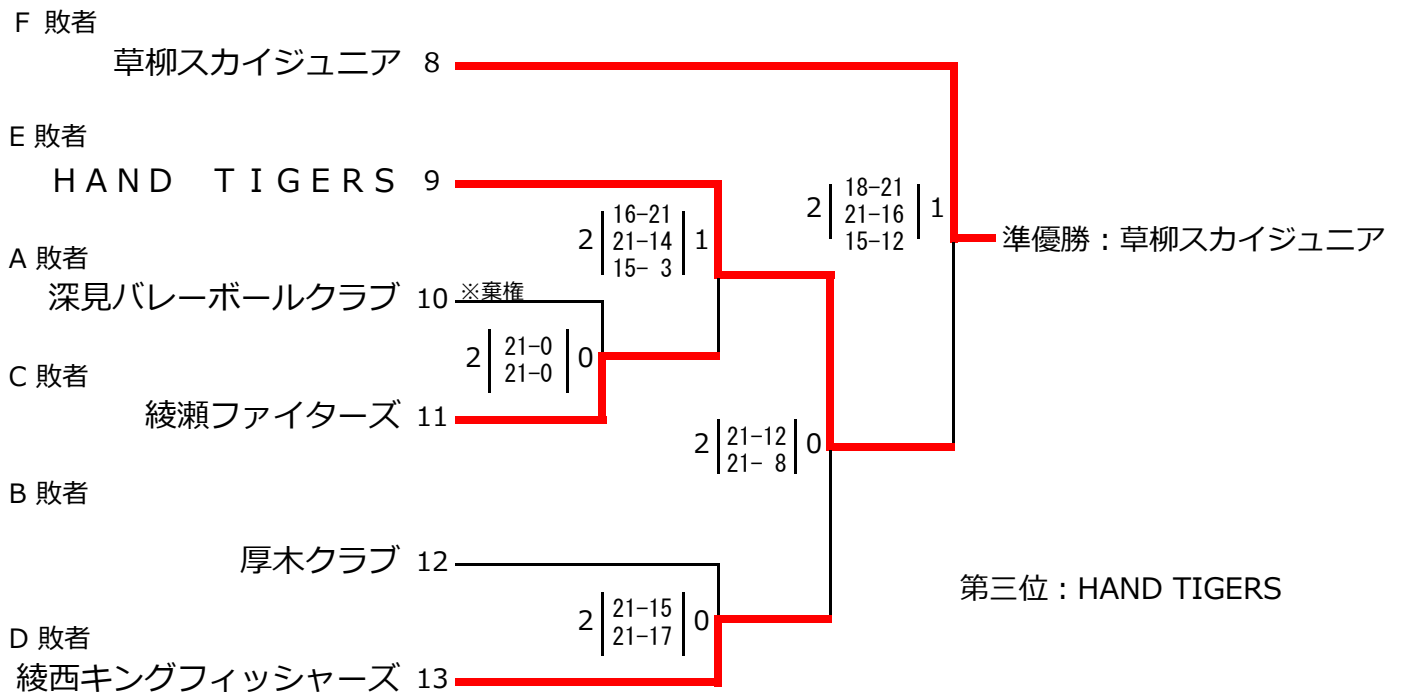 F 敗者
草柳スカイジュニア 8
E 敗者
ＨＡＮＤ　ＴＩＧＥＲＳ 9
2 18-21 1
21-16
15-12
2 16-21 1
21-14
15- 3
準優勝：草柳スカイジュニア
A 敗者
深見バレーボールクラブ 10 ※棄権
2 21-0 0
21-0
C 敗者
綾瀬ファイターズ 11
2 21-12 0
21- 8
B 敗者
厚木クラブ 12
第三位：HAND TIGERS
2 21-15 0
21-17
D 敗者
綾西キングフィッシャーズ 13